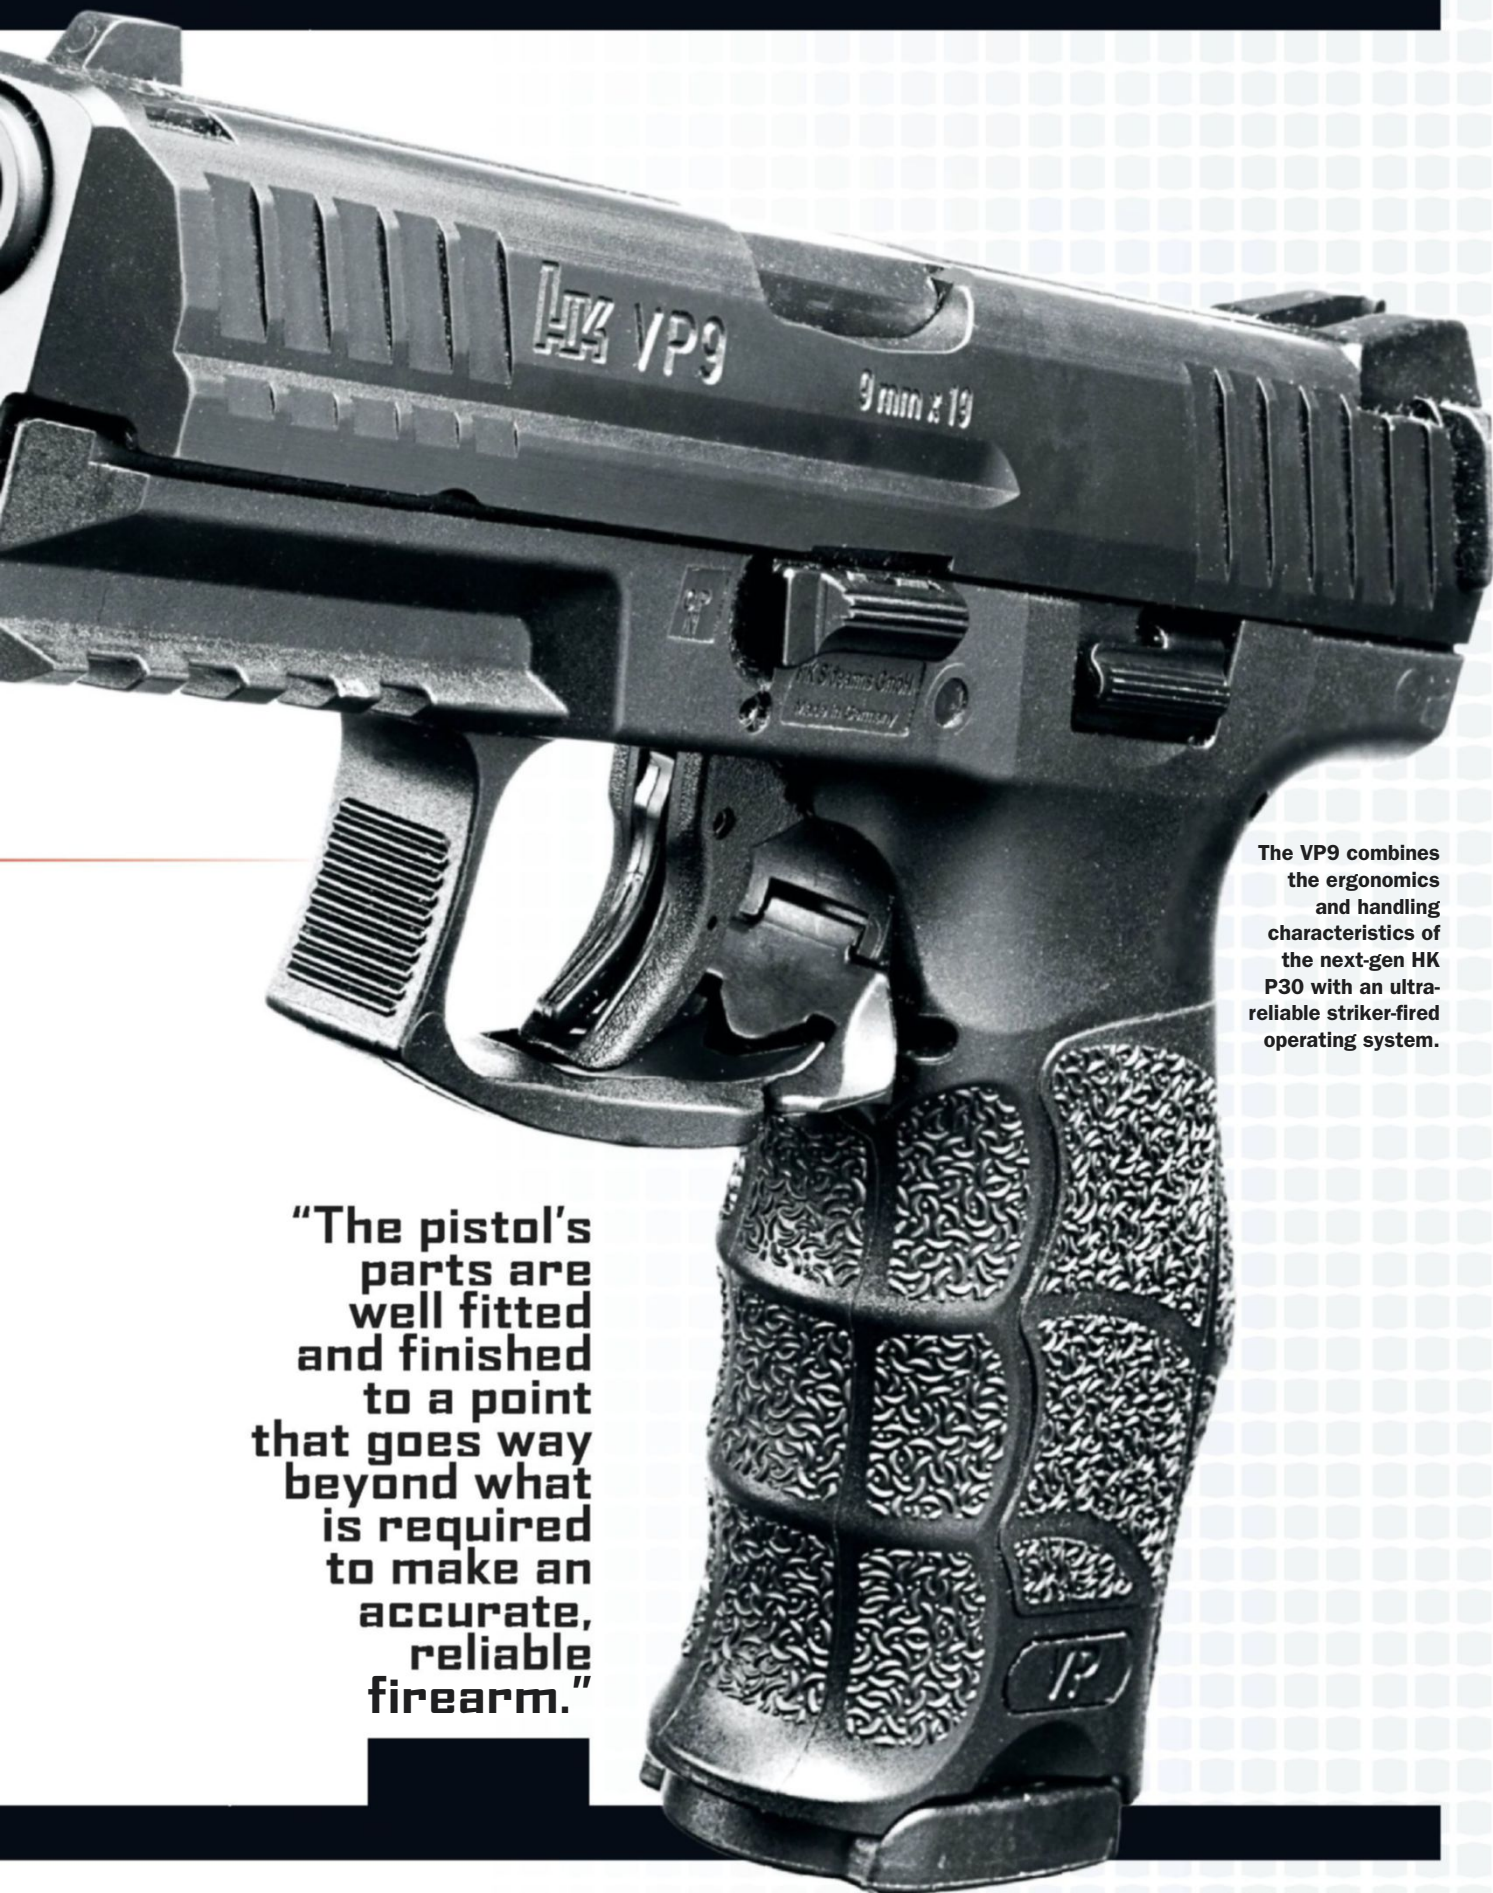 HK VP9
9 mm x 19
Made in Germany
The VP9 combines
the ergonomics
and handling
characteristics of
the next-gen HK
P30 with an ultra-
reliable striker-fired
operating system.
“The pistol’s
parts are
well fitted
and finished
to a point
that goes way
beyond what
is required
to make an
accurate,
reliable
firearm.”